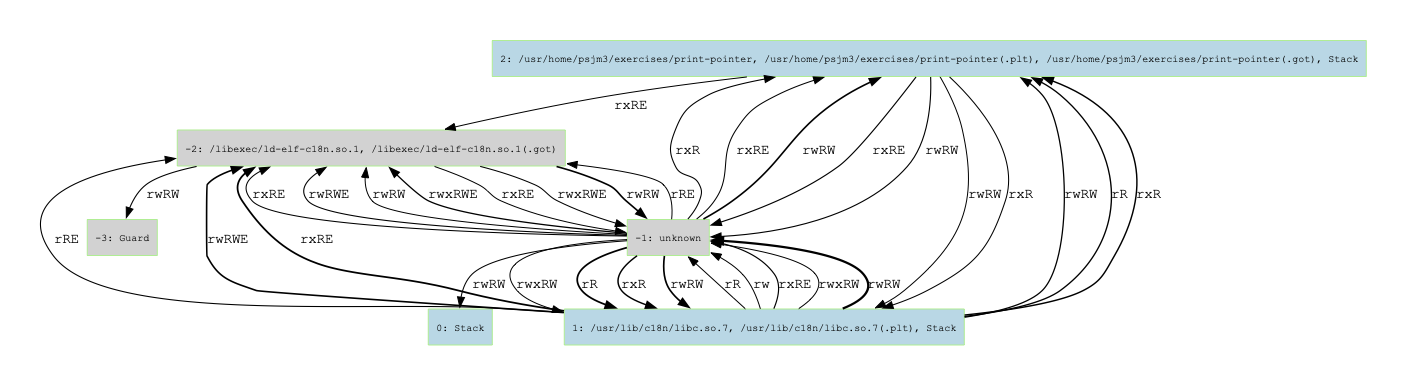 2: /usr/home/psjm3/exercises/print-pointer, /usr/home/psjm3/exercises/print-pointer(.plt), /usr/home/psjm3/exercises/print-pointer(.got), Stack
rxRE
-2: /libexec/ld-elf-c18n.so.1, /libexec/ld-elf-c18n.so.1(.got)
rxR
rxRE
rwRW
rxRE
rwRW
rwRW
rxRE
rwRWE
rwRW
rwxRWE
rxRE
rwxRWE
rwRW
rRE
rwRW
rxR
rwRW
rR
rxR
rRE
-3: Guard
rwRWE
rxRE
-1: unknown
rwRW
rwxRW
rR
rxR
rwRW
rR
rw
rxRE
rwxRW
rwRW
0: Stack
1: /usr/lib/c18n/libc.so.7, /usr/lib/c18n/libc.so.7(.plt), Stack